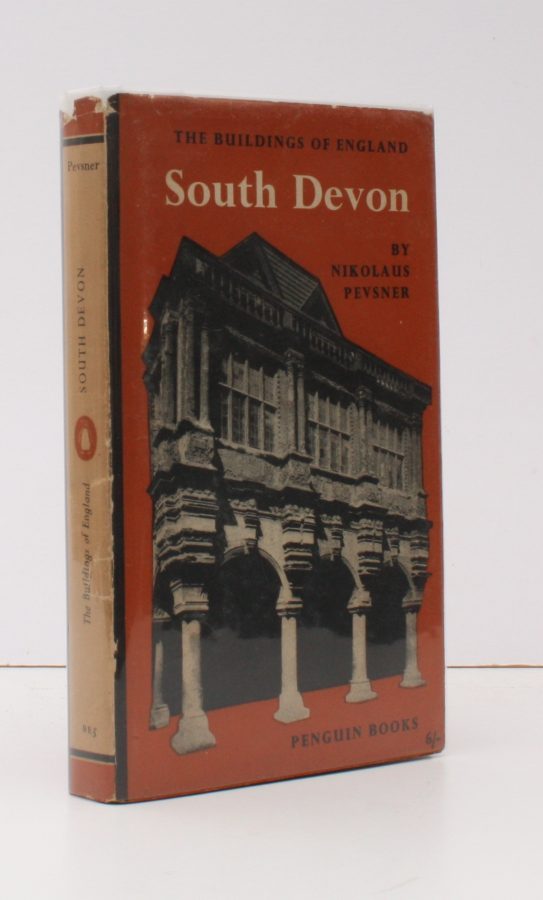 THE BUILDINGS OF ENGLAND
South Devon
BY
NIKOLAUS
PEVSNER
PENGUIN BOOKS
6/-
Pevsner
SOUTH DEVON
The Buildings of England
BE5